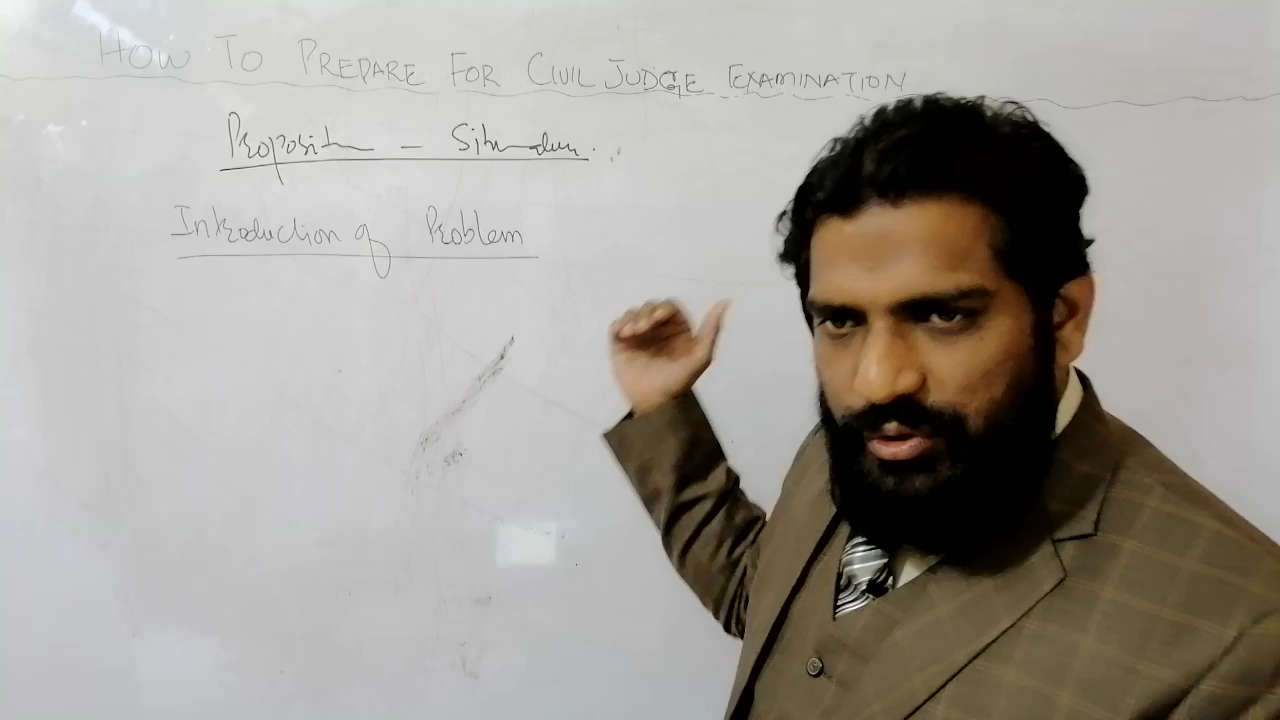 HOW TO PREPARE FOR CIVIL JUDGE EXAMINATION
Proposition - Situation.
Introduction of Problem